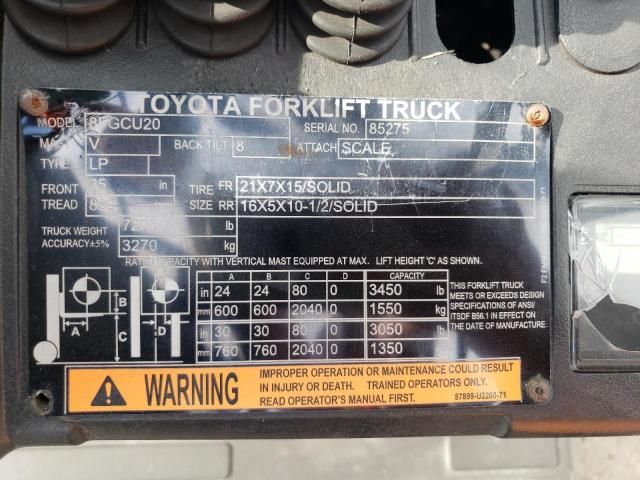 TOYOTA FORKLIFT TRUCK
MODEL 8FGCU20 SERIAL NO. 85275
MAST V BACK TILT 8 ATTACH SCALE
TYPE LP
FRONT in TIRE FR 21X7X15/SOLID
TREAD SIZE RR 16X5X10-1/2/SOLID
TRUCK WEIGHT lb
ACCURACY±5% 3270 kg
RATED CAPACITY WITH VERTICAL MAST EQUIPPED AT MAX. LIFT HEIGHT 'C' AS SHOWN.
A B C D CAPACITY
in 24 24 80 0 3450 lb
mm 600 600 2040 0 1550 kg
in 30 30 80 0 3050 lb
mm 760 760 2040 0 1350
A B C D
THIS FORKLIFT TRUCK
MEETS OR EXCEEDS DESIGN
SPECIFICATIONS OF ANSI/
ITSDF B56.1 IN EFFECT ON
THE DATE OF MANUFACTURE.
WARNING
IMPROPER OPERATION OR MAINTENANCE COULD RESULT
IN INJURY OR DEATH. TRAINED OPERATORS ONLY.
READ OPERATOR'S MANUAL FIRST.
57899-U2260-71